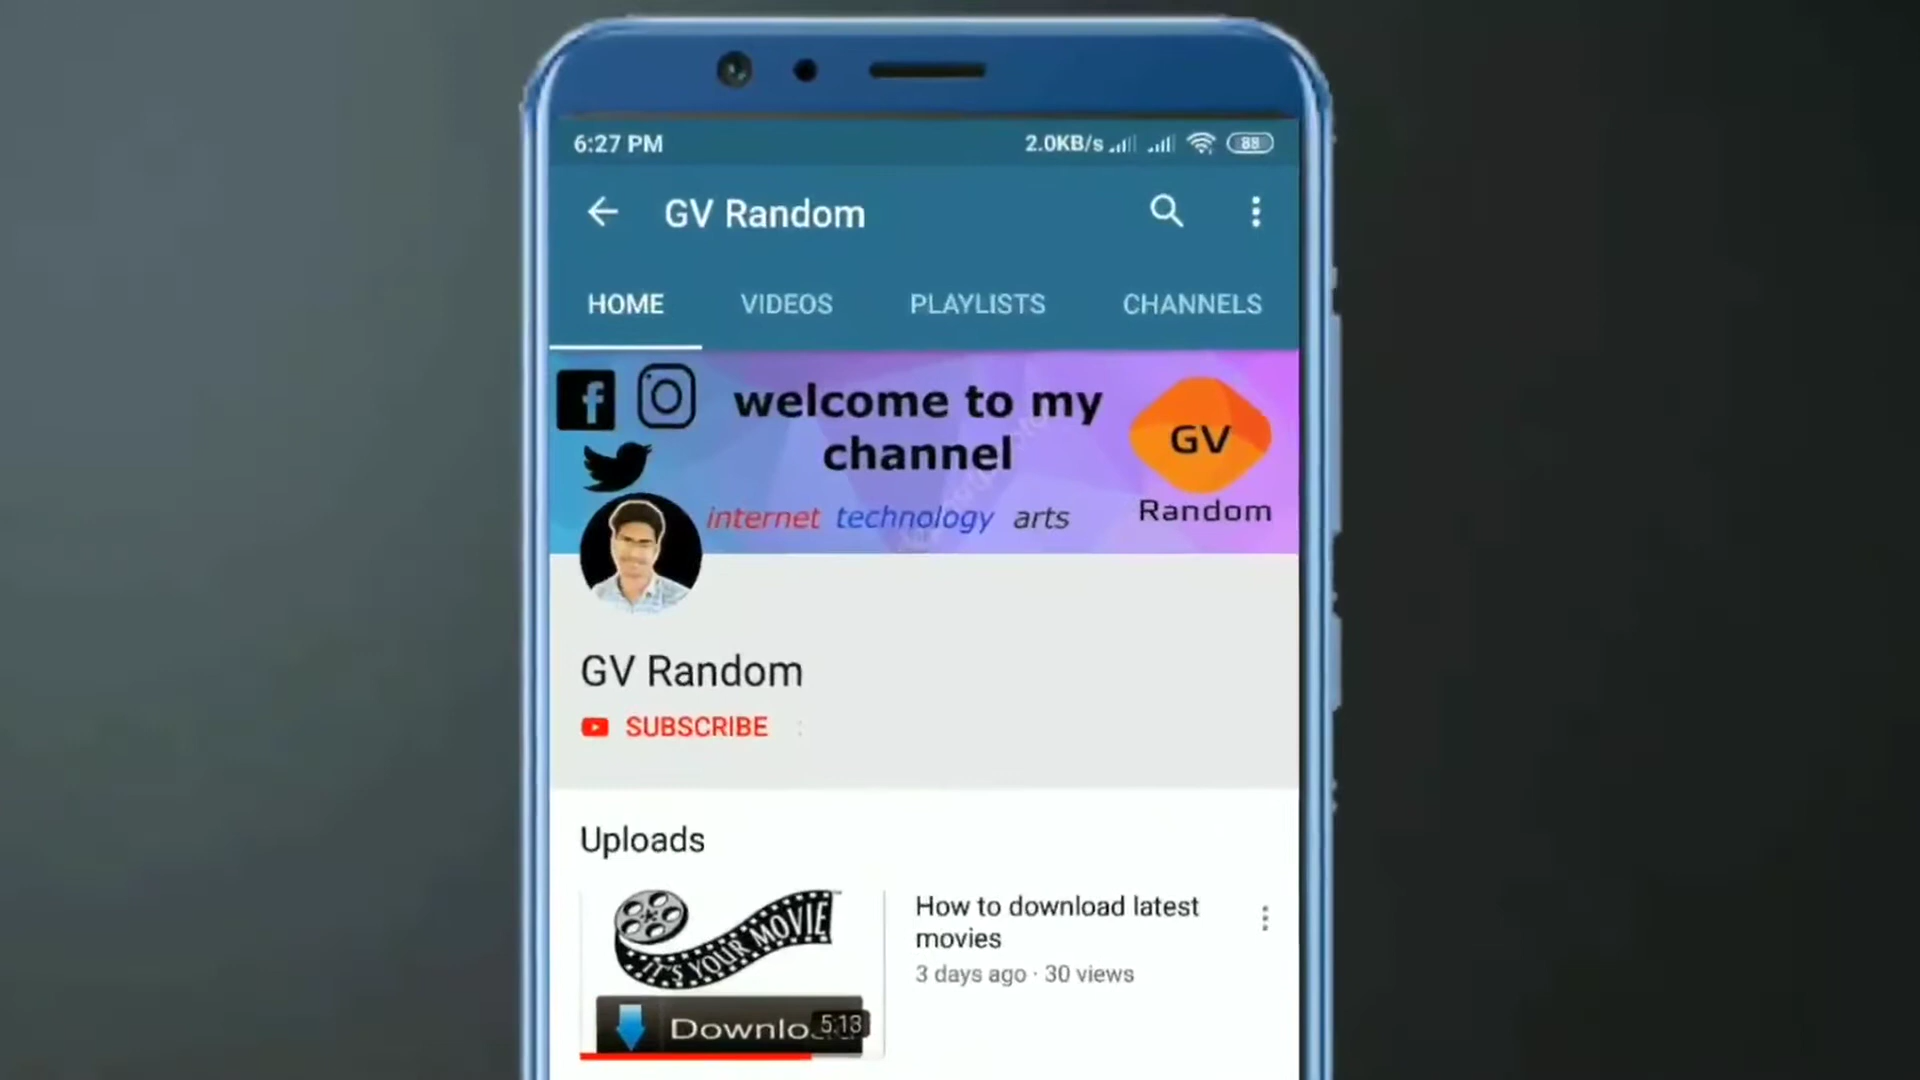 6:27 PM
2.0KB/s
88
GV Random
HOME VIDEOS PLAYLISTS CHANNELS
welcome to my
channel
internet technology arts
GV
Random
GV Random
SUBSCRIBE
Uploads
IT'S YOUR MOVIE
5:13
How to download latest
movies
3 days ago · 30 views